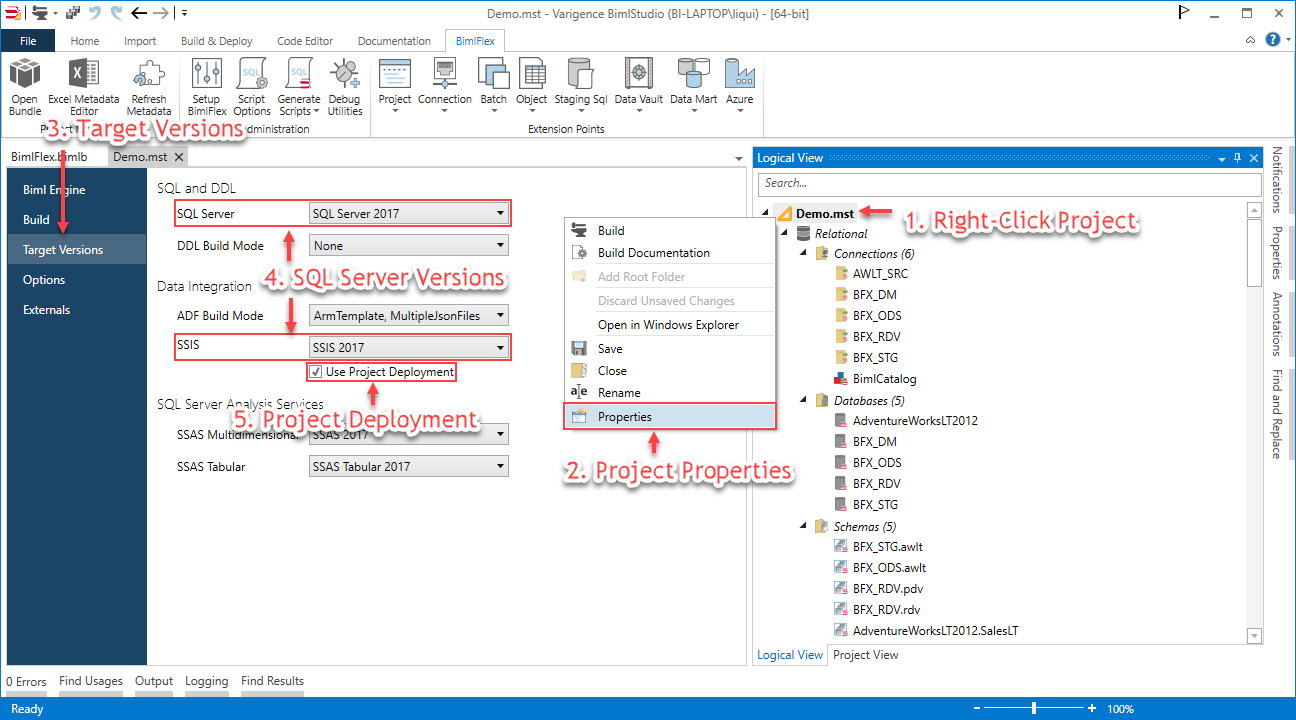 Demo.mst - Varigence BimlStudio (BI-LAPTOP\liqui) - [64-bit]
File Home Import Build & Deploy Code Editor Documentation BimlFlex
Open Bundle
Excel Metadata Editor
Refresh Metadata
Setup BimlFlex
Script Options
Generate Scripts
Debug Utilities
Project
Connection
Batch
Object
Staging Sql
Data Vault
Data Mart
Azure
Extension Points
3. Target Versions
BimlFlex.bimlb
Demo.mst
Biml Engine
Build
Target Versions
Options
Externals
SQL and DDL
SQL Server SQL Server 2017
DDL Build Mode None
4. SQL Server Versions
Data Integration
ADF Build Mode ArmTemplate, MultipleJsonFiles
SSIS SSIS 2017
Use Project Deployment
SQL Server Analysis Services
5. Project Deployment
SSAS Multidimensional SSAS 2017
SSAS Tabular SSAS Tabular 2017
Build
Build Documentation
Add Root Folder
Discard Unsaved Changes
Open in Windows Explorer
Save
Close
Rename
Properties
2. Project Properties
Logical View
Search...
Demo.mst
1. Right-Click Project
Relational
Connections (6)
AWLT_SRC
BFX_DM
BFX_ODS
BFX_RDV
BFX_STG
BimlCatalog
Databases (5)
AdventureWorksLT2012
BFX_DM
BFX_ODS
BFX_RDV
BFX_STG
Schemas (5)
BFX_STG.awlt
BFX_ODS.awlt
BFX_RDV.pdv
BFX_RDV.rdv
AdventureWorksLT2012.SalesLT
Logical View Project View
Notifications
Properties
Annotations
Find and Replace
0 Errors Find Usages Output Logging Find Results
Ready
100%